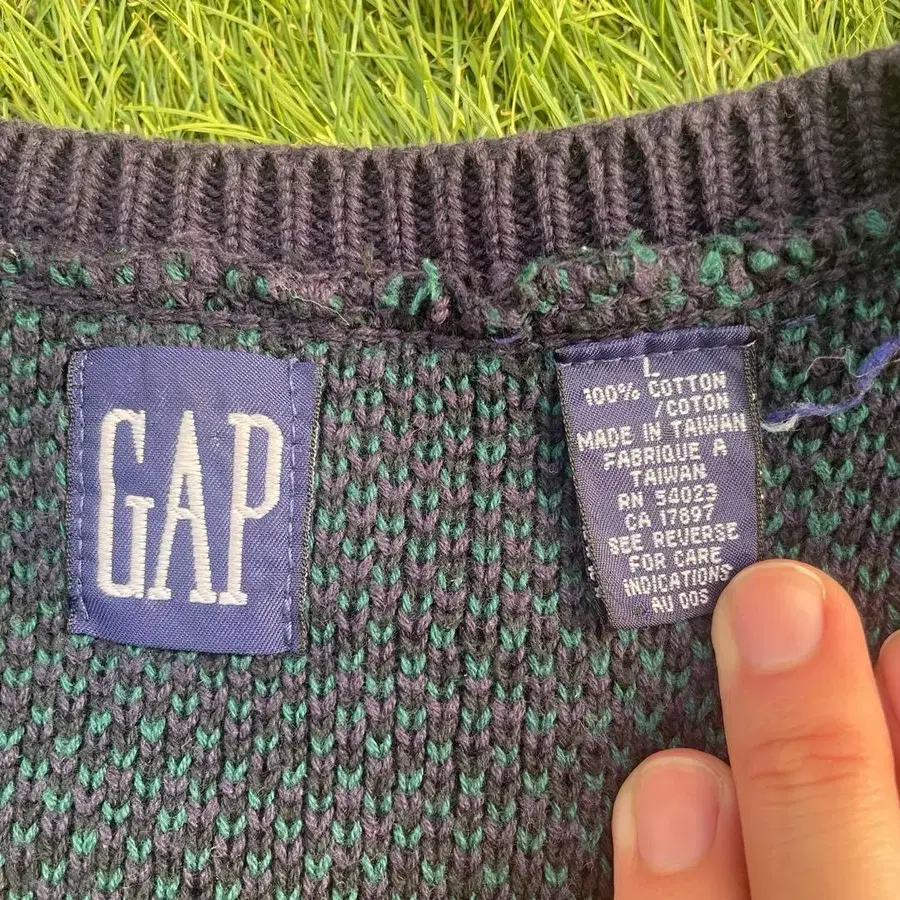 GAP
L
100% COTTON
/COTON
MADE IN TAIWAN
FABRIQUE A
TAIWAN
RN 54023
CA 17897
SEE REVERSE
FOR CARE
INDICATIONS
AU DOS